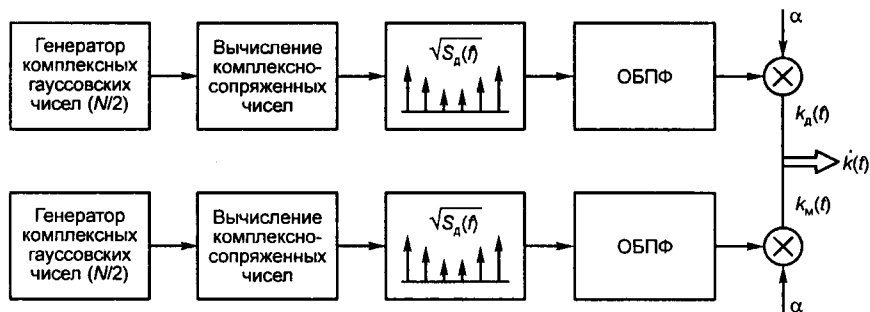 Генератор
комплексных
гауссовских
чисел (N/2)
Вычисление
комплексно-
сопряженных
чисел
√Sд(f)
ОБПФ
α
kд(t)
k̇(t)
Генератор
комплексных
гауссовских
чисел (N/2)
Вычисление
комплексно-
сопряженных
чисел
√Sд(f)
ОБПФ
kм(t)
α